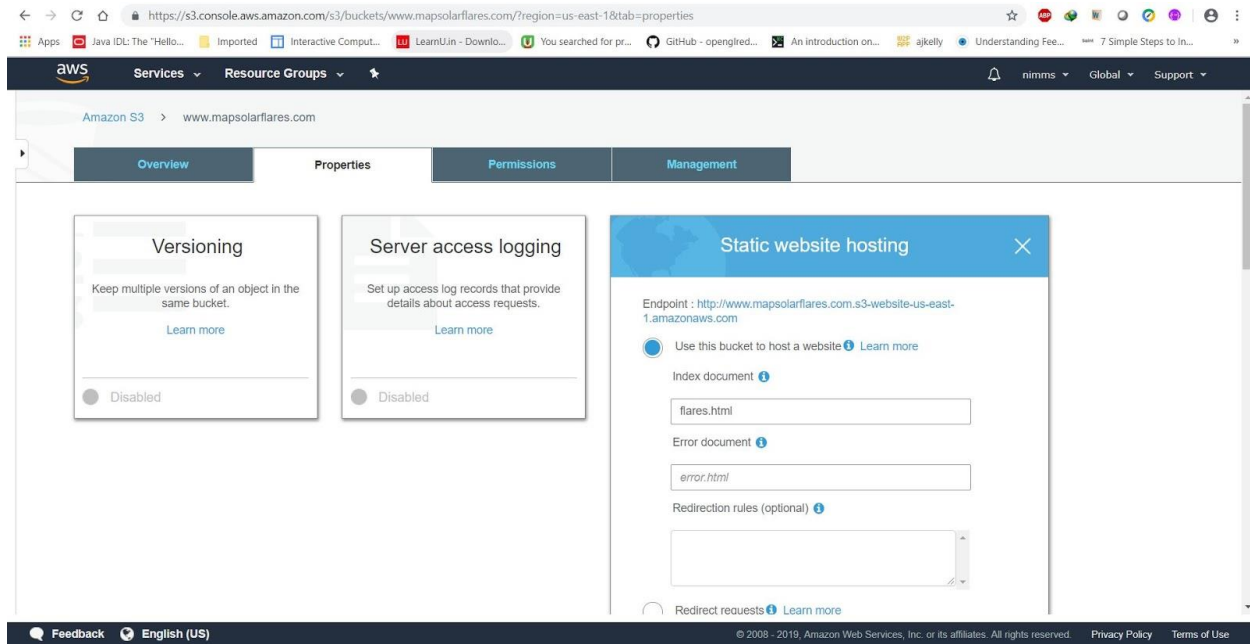 https://s3.console.aws.amazon.com/s3/buckets/www.mapsolarflares.com/?region=us-east-1&tab=properties
Apps Java IDL: The "Hello... Imported Interactive Comput... LU LearnU.in - Downlo... You searched for pr... GitHub - openglred... An introduction on... ajkelly Understanding Fee... 7 Simple Steps to In... »
aws Services Resource Groups nimms Global Support
Amazon S3 > www.mapsolarflares.com
Overview Properties Permissions Management
Versioning
Keep multiple versions of an object in the
same bucket.
Learn more
Disabled
Server access logging
Set up access log records that provide
details about access requests.
Learn more
Disabled
Static website hosting
Endpoint : http://www.mapsolarflares.com.s3-website-us-east-
1.amazonaws.com
Use this bucket to host a website Learn more
Index document
flares.html
Error document
error.html
Redirection rules (optional)
Redirect requests Learn more
Feedback English (US) © 2008 - 2019, Amazon Web Services, Inc. or its affiliates. All rights reserved. Privacy Policy Terms of Use